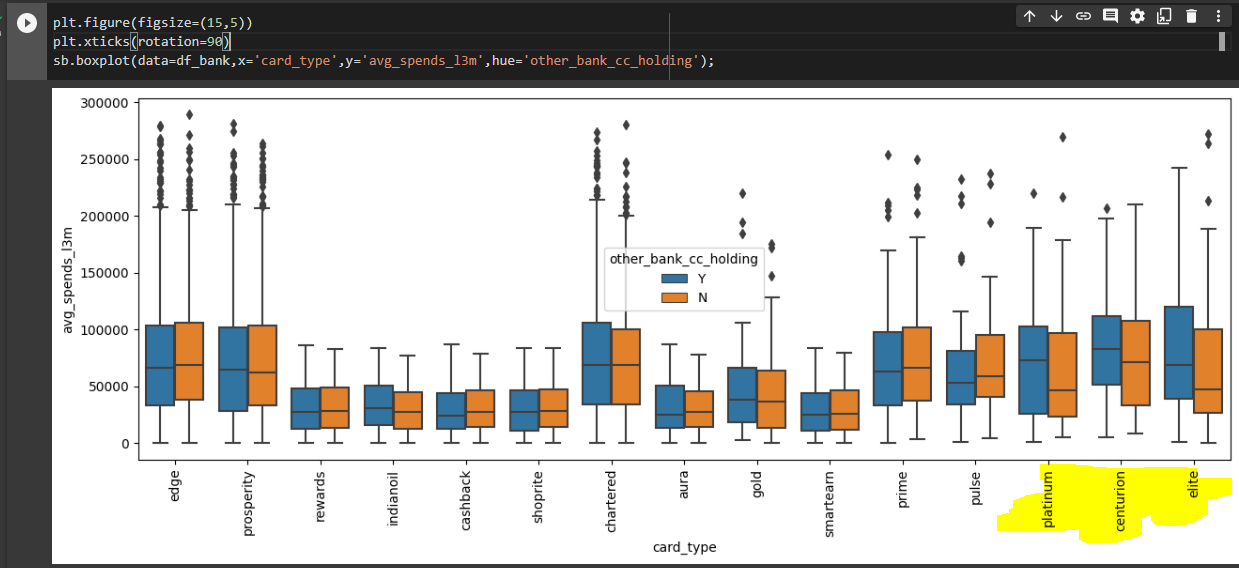 plt.figure(figsize=(15,5))
plt.xticks(rotation=90)
sb.boxplot(data=df_bank,x='card_type',y='avg_spends_l3m',hue='other_bank_cc_holding');
300000
250000
200000
150000
100000
50000
0
avg_spends_l3m
other_bank_cc_holding
Y
N
edge
prosperity
rewards
indianoil
cashback
shoprite
chartered
aura
gold
smartearn
prime
pulse
platinum
centurion
elite
card_type